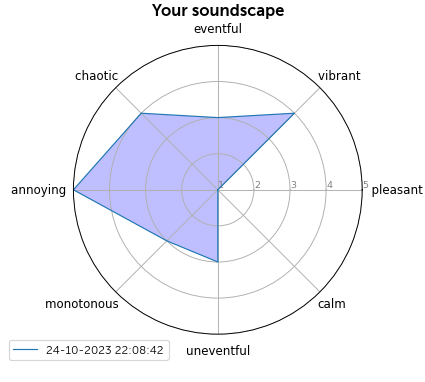 Your soundscape
eventful
chaotic
vibrant
annoying
1 2 3 4 5
pleasant
monotonous
calm
uneventful
24-10-2023 22:08:42